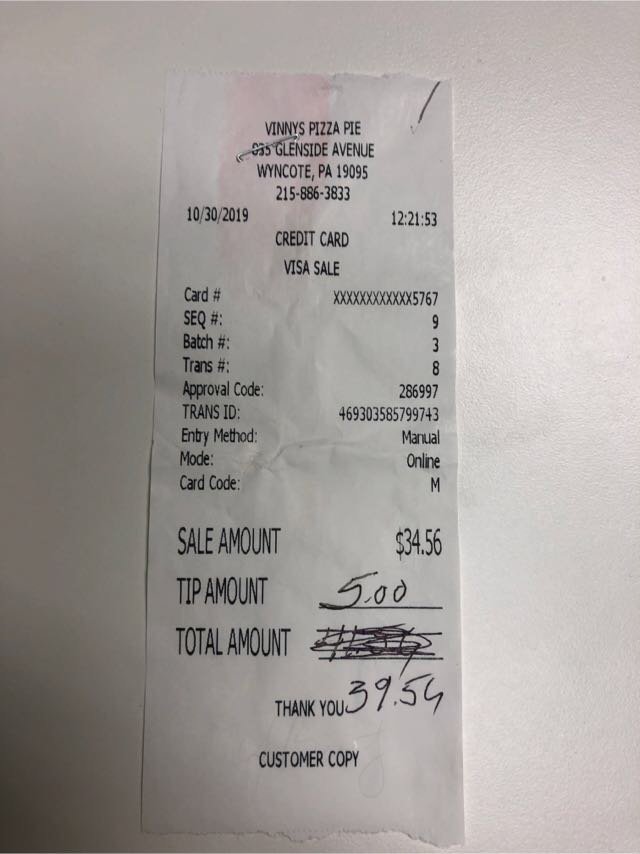 VINNYS PIZZA PIE
835 GLENSIDE AVENUE
WYNCOTE, PA 19095
215-886-3833
10/30/2019 12:21:53
CREDIT CARD
VISA SALE
Card # XXXXXXXXXXXX5767
SEQ #: 9
Batch #: 3
Trans #: 8
Approval Code: 286997
TRANS ID: 469303585799743
Entry Method: Manual
Mode: Online
Card Code: M
SALE AMOUNT $34.56
TIP AMOUNT 5.00
TOTAL AMOUNT
THANK YOU 39.54
CUSTOMER COPY